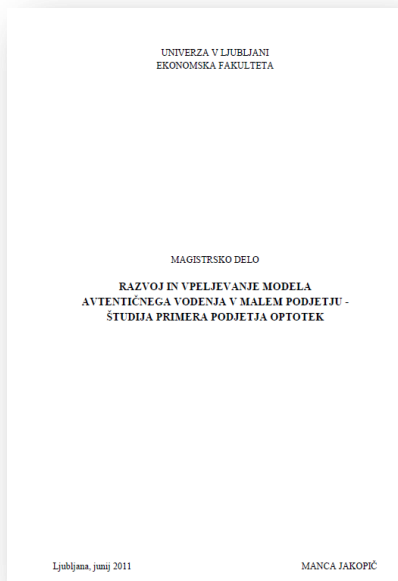 UNIVERZA V LJUBLJANI
EKONOMSKA FAKULTETA
MAGISTRSKO DELO
RAZVOJ IN VPELJEVANJE MODELA
AVTENTIČNEGA VODENJA V MALEM PODJETJU -
ŠTUDIJA PRIMERA PODJETJA OPTOTEK
Ljubljana, junij 2011 MANCA JAKOPIČ